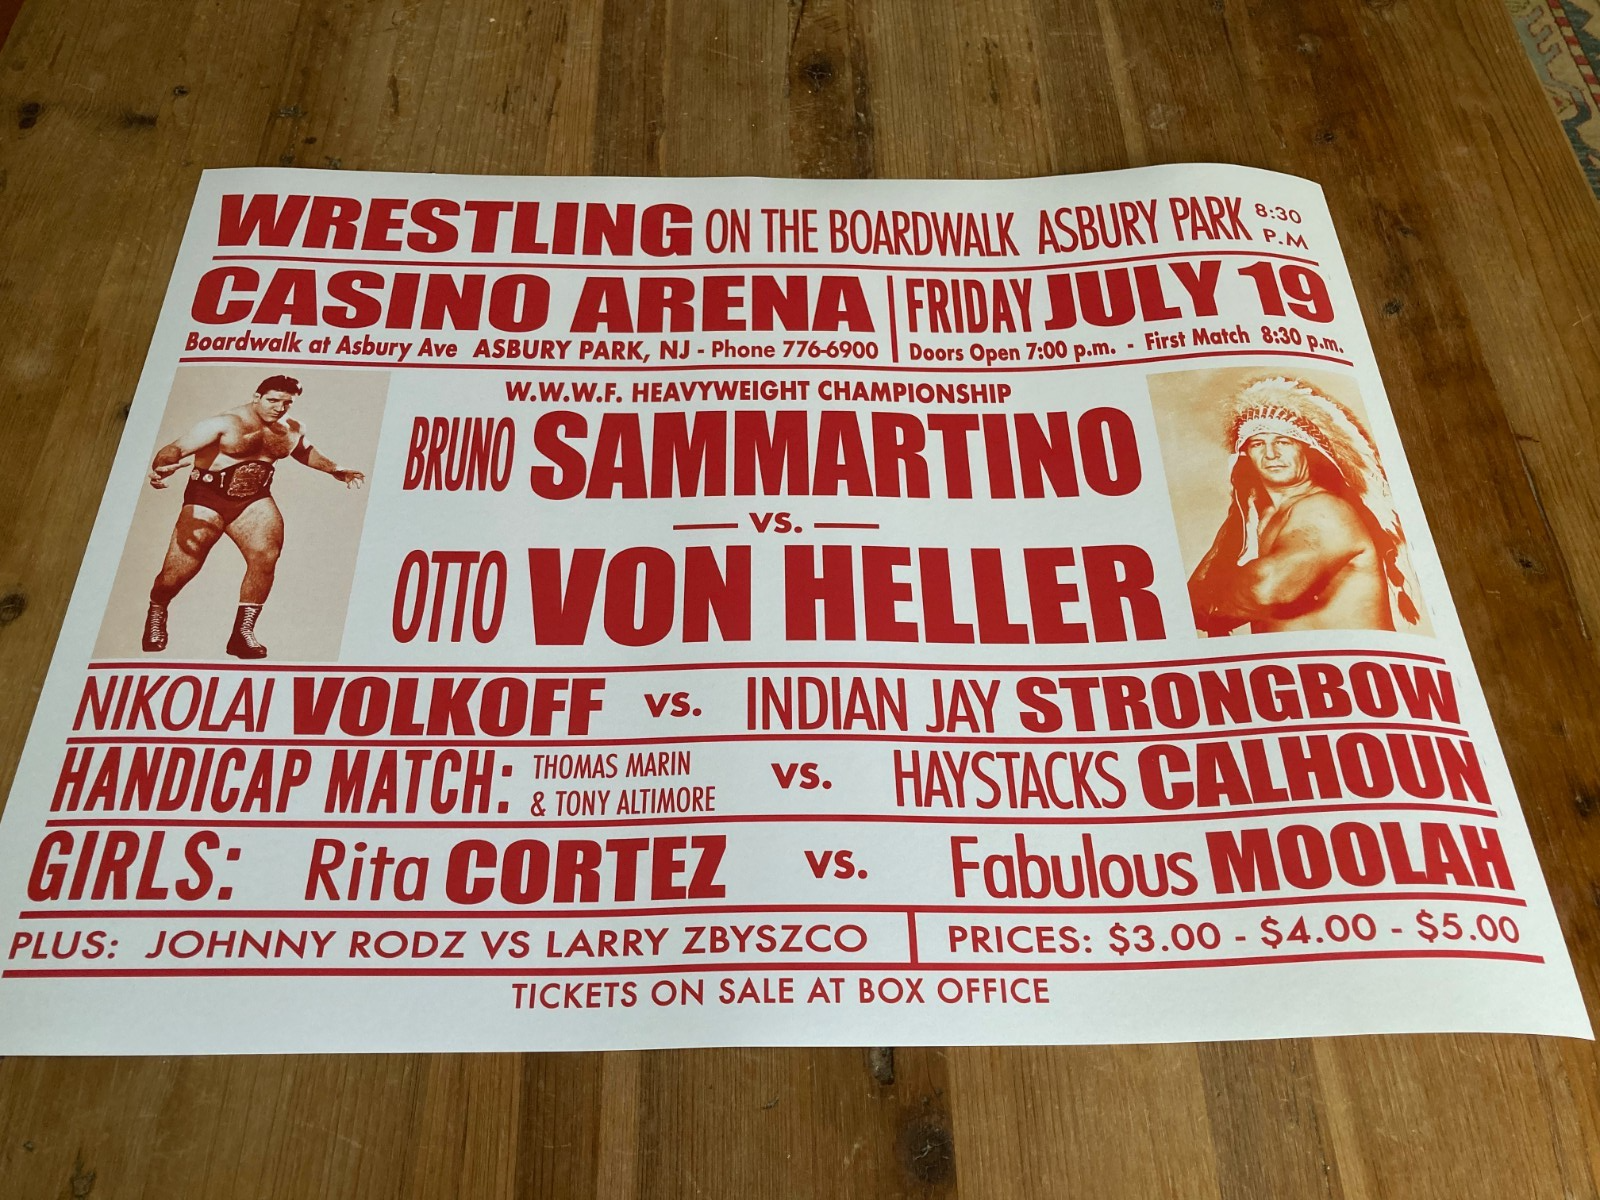 WRESTLING ON THE BOARDWALK ASBURY PARK 8:30 P.M
CASINO ARENA
Boardwalk at Asbury Ave ASBURY PARK, NJ - Phone 776-6900
FRIDAY JULY 19
Doors Open 7:00 p.m. - First Match 8:30 p.m.
W.W.W.F. HEAVYWEIGHT CHAMPIONSHIP
BRUNO SAMMARTINO
VS.
OTTO VON HELLER
NIKOLAI VOLKOFF VS. INDIAN JAY STRONGBOW
HANDICAP MATCH: THOMAS MARIN & TONY ALTIMORE VS. HAYSTACKS CALHOUN
GIRLS: Rita CORTEZ VS. Fabulous MOOLAH
PLUS: JOHNNY RODZ VS LARRY ZBYSZCO
PRICES: $3.00 - $4.00 - $5.00
TICKETS ON SALE AT BOX OFFICE